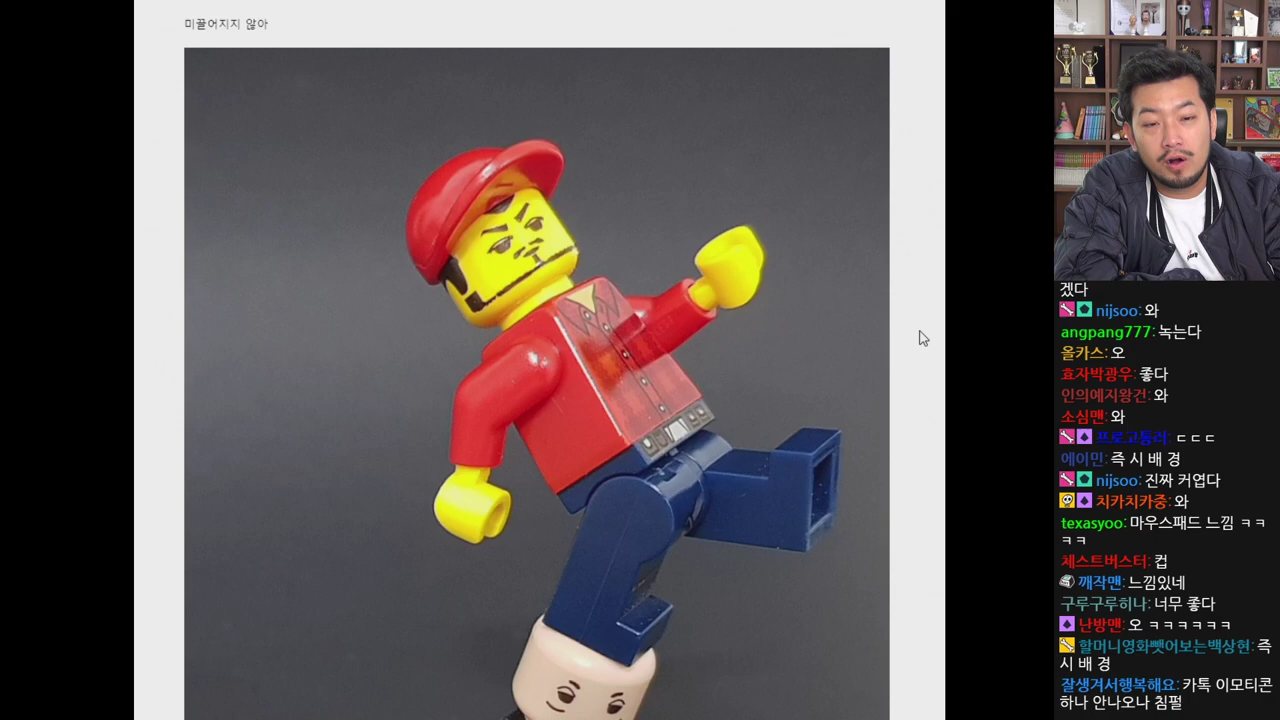 미끌어지지 않아
겠다
nijsoo: 와
angpang777: 녹는다
올카스: 오
효자박광우: 좋다
인의예지왕건: 와
소심맨: 와
프로고통러: ㄷㄷㄷ
에이민: 즉 시 배 경
nijsoo: 진짜 커엽다
치카치카중: 와
texasyoo: 마우스패드 느낌 ㅋㅋ
ㅋㅋ
체스트버스터: 컵
깨작맨: 느낌있네
구루구루히나: 너무 좋다
난방맨: 오 ㅋㅋㅋㅋㅋㅋ
할머니영화뺏어보는백상현: 즉
시 배 경
잘생겨서행복해요: 카톡 이모티콘
하나 안나오나 침펄